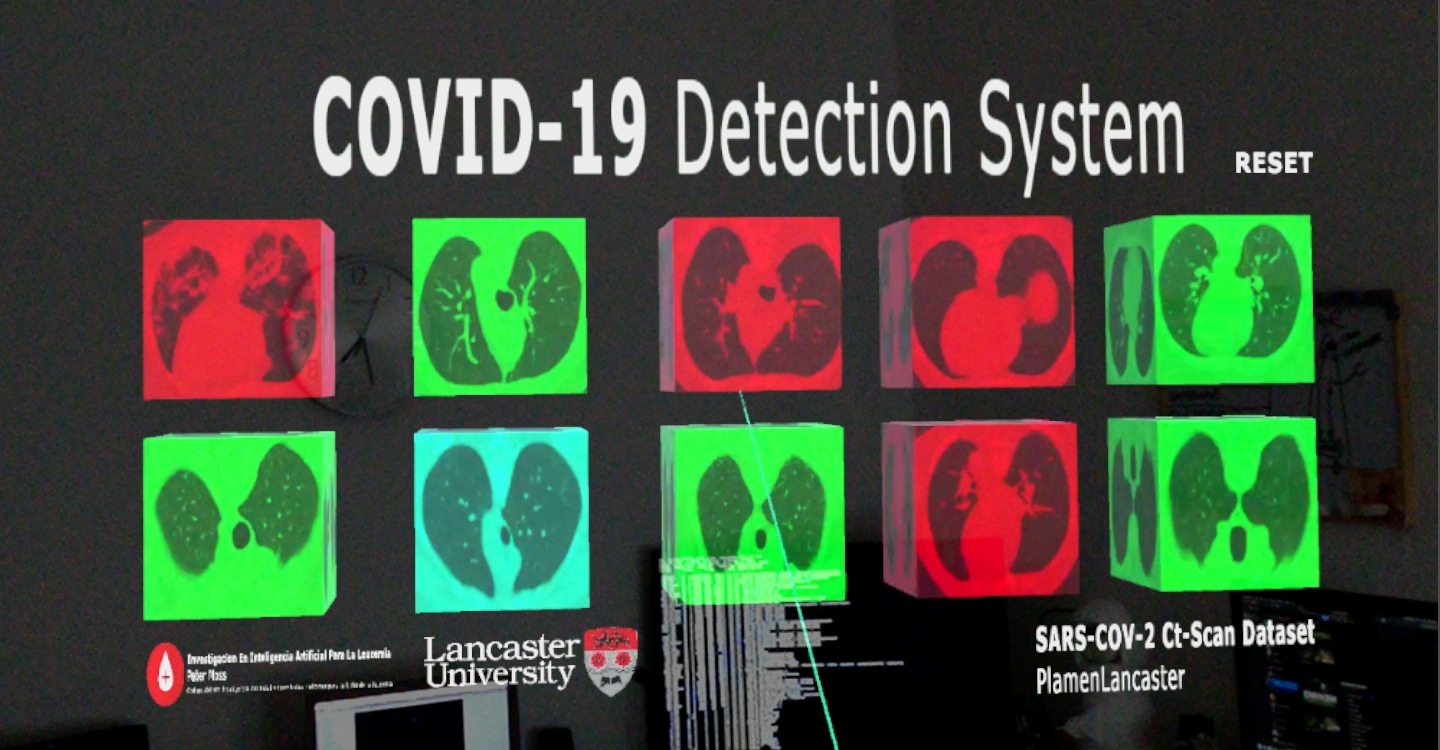 COVID-19 Detection System
RESET
12
Investigacion En Inteligencia Artificial Para La Leucemia
Peter Moss
Lancaster
University
SARS-COV-2 Ct-Scan Dataset
PlamenLancaster